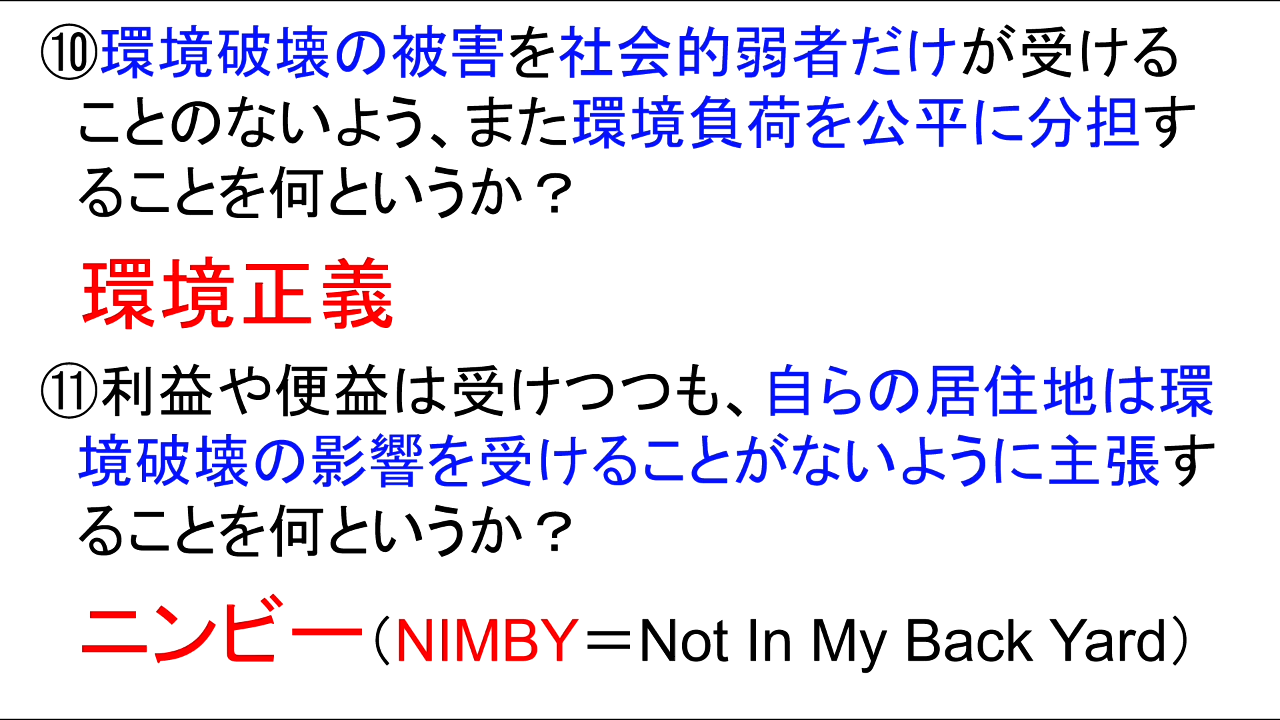 ⑩環境破壊の被害を社会的弱者だけが受ける
ことのないよう、また環境負荷を公平に分担す
ることを何というか？
環境正義
⑪利益や便益は受けつつも、自らの居住地は環
境破壊の影響を受けることがないように主張す
ることを何というか？
ニンビー（NIMBY＝Not In My Back Yard）